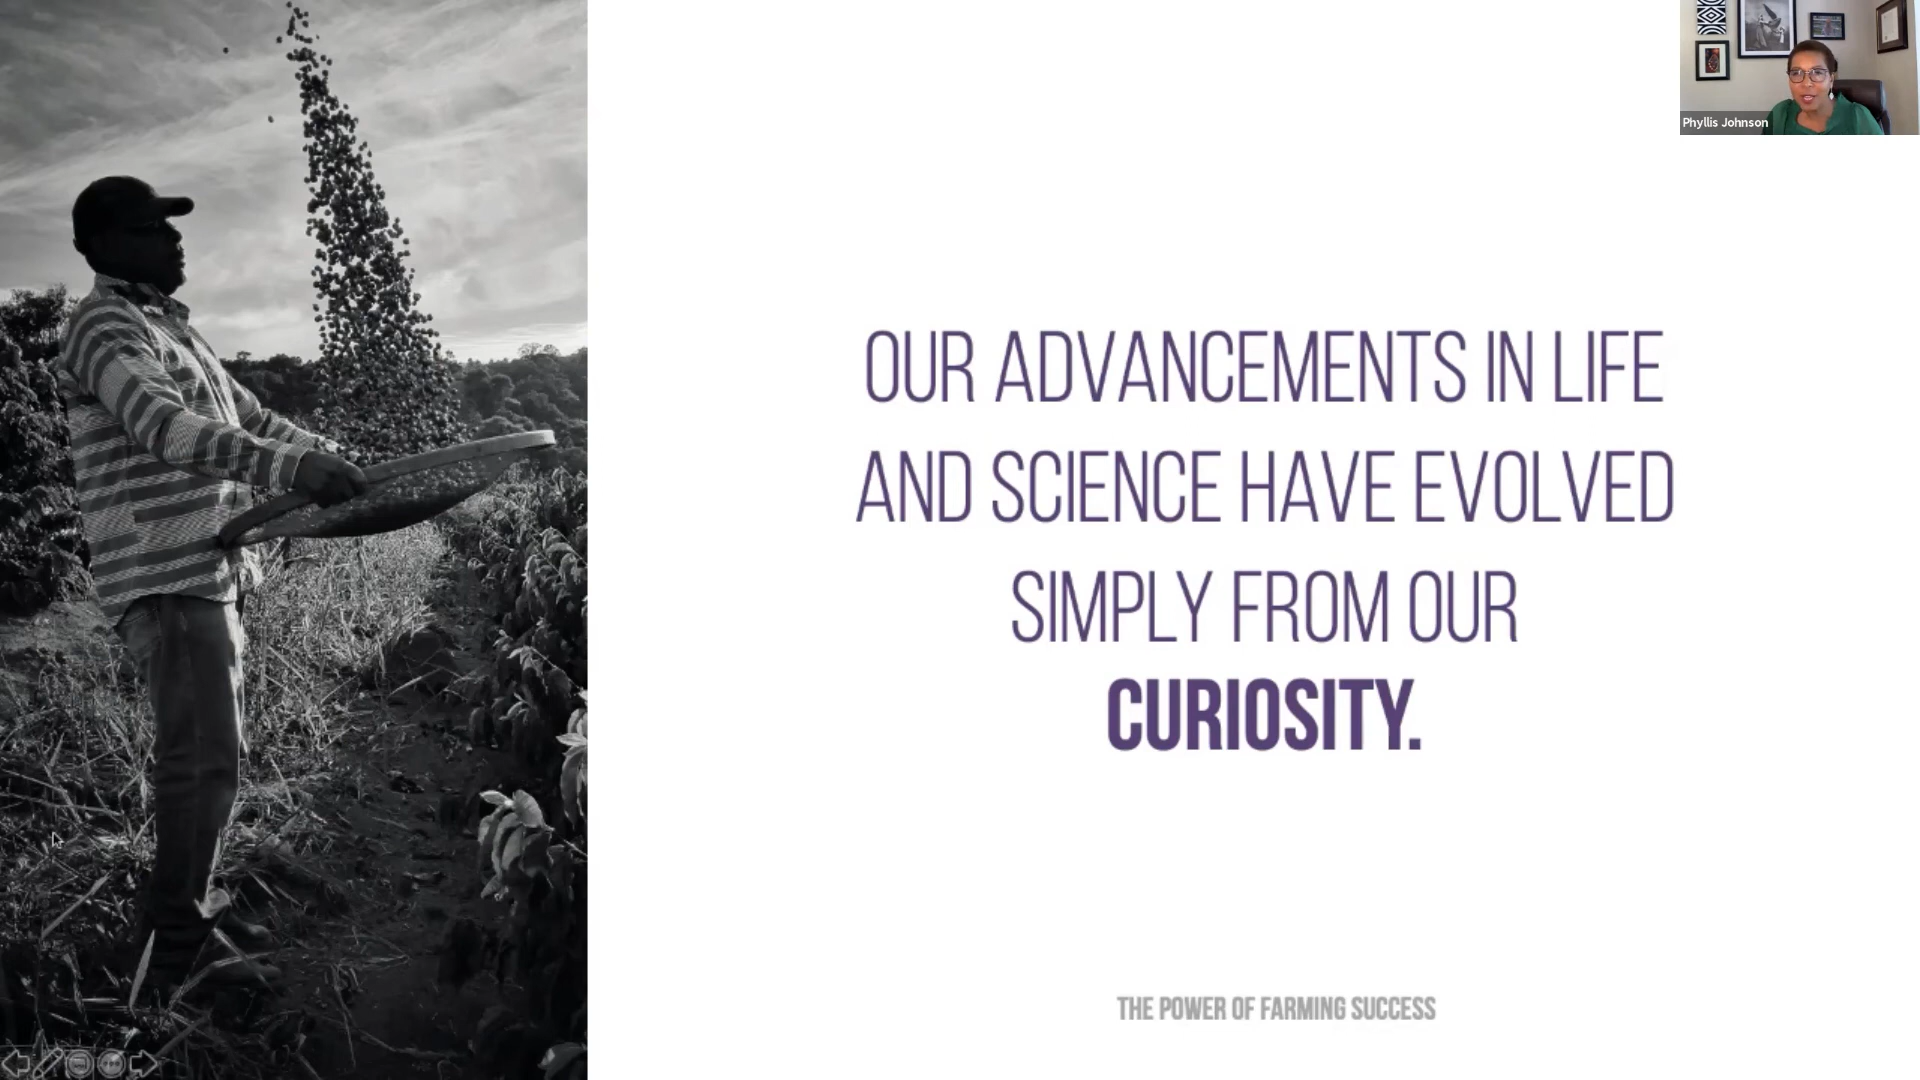 Phyllis Johnson
OUR ADVANCEMENTS IN LIFE
AND SCIENCE HAVE EVOLVED
SIMPLY FROM OUR
CURIOSITY.
THE POWER OF FARMING SUCCESS